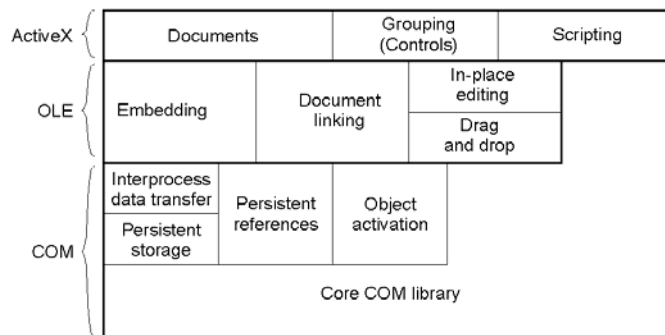 ActiveX
Documents
Grouping
(Controls)
Scripting
OLE
Embedding
Document
linking
In-place
editing
Drag
and drop
COM
Interprocess
data transfer
Persistent
storage
Persistent
references
Object
activation
Core COM library